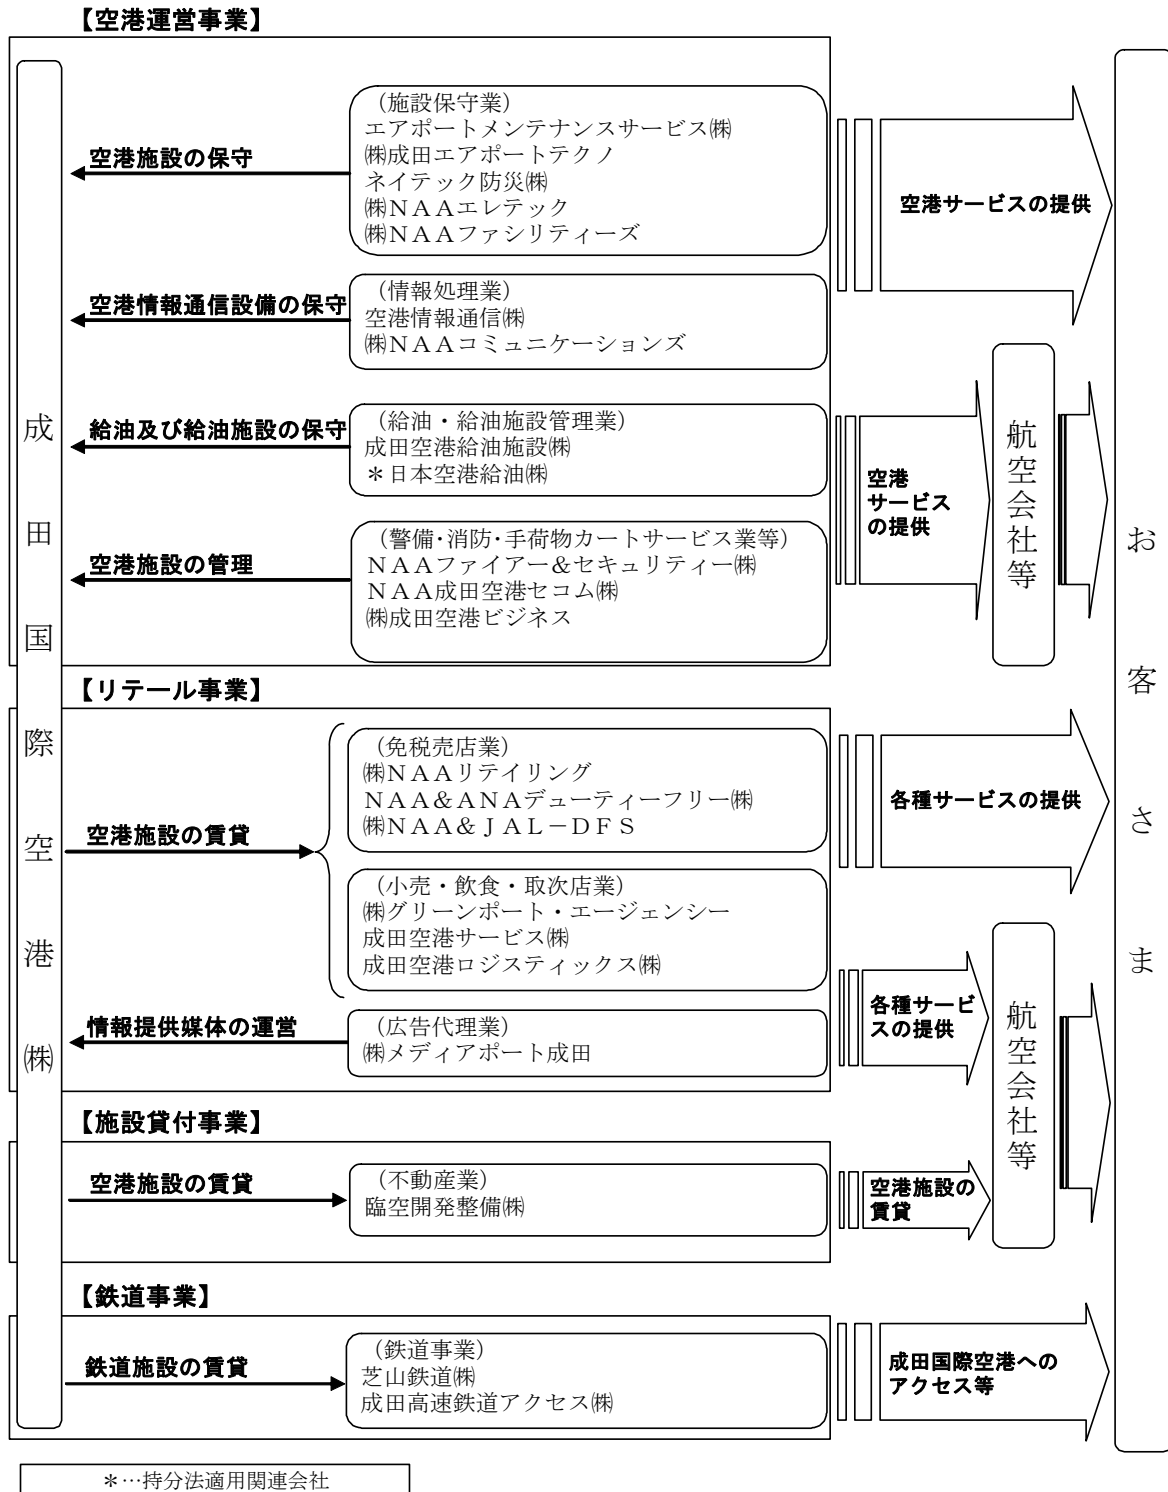 【空港運営事業】
成田国際空港㈱
空港施設の保守
（施設保守業）
エアポートメンテナンスサービス㈱
㈱成田エアポートテクノ
ネイテック防災㈱
㈱ＮＡＡエレテック
㈱ＮＡＡファシリティーズ
空港サービスの提供
空港情報通信設備の保守
（情報処理業）
空港情報通信㈱
㈱ＮＡＡコミュニケーションズ
給油及び給油施設の保守
（給油・給油施設管理業）
成田空港給油施設㈱
＊日本空港給油㈱
空港施設の管理
（警備･消防･手荷物カートサービス業等）
ＮＡＡファイアー＆セキュリティー㈱
ＮＡＡ成田空港セコム㈱
㈱成田空港ビジネス
空港
サービス
の提供
航空会社等
お客さま
【リテール事業】
空港施設の賃貸
（免税売店業）
㈱ＮＡＡリテイリング
ＮＡＡ＆ＡＮＡデューティーフリー㈱
㈱ＮＡＡ＆ＪＡＬ－ＤＦＳ
各種サービスの提供
（小売・飲食・取次店業）
㈱グリーンポート・エージェンシー
成田空港サービス㈱
成田空港ロジスティックス㈱
情報提供媒体の運営
（広告代理業）
㈱メディアポート成田
各種サービ
スの提供
航空会社等
【施設貸付事業】
空港施設の賃貸
（不動産業）
臨空開発整備㈱
空港施設の
賃貸
【鉄道事業】
鉄道施設の賃貸
（鉄道事業）
芝山鉄道㈱
成田高速鉄道アクセス㈱
成田国際空港への
アクセス等
＊…持分法適用関連会社